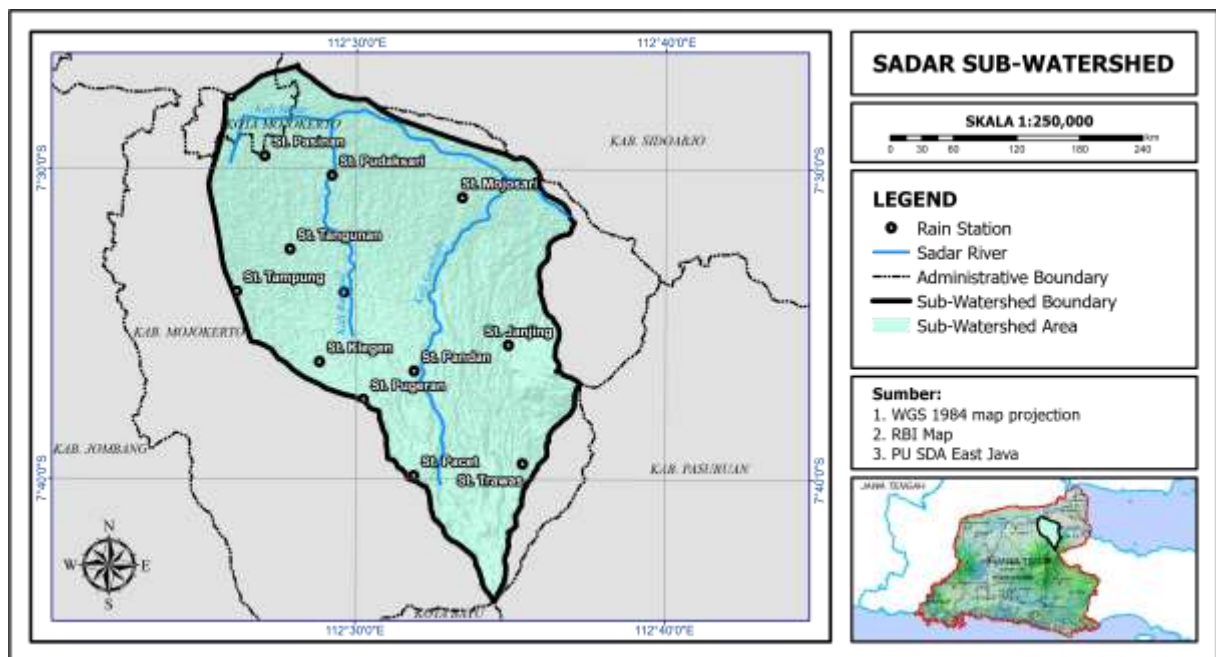 112°30'0"E
112°40'0"E
Kali Sadar
KOTA MOJOKERTO
St. Pasinan
St. Pudaksari
KAB. SIDOARJO
7°30'0"S
7°30'0"S
St. Mojosari
St. Tangunan
St. Tampung
KAB. MOJOKERTO
St. Janjing
St. Klegen
St. Pandan
St. Pugeran
KAB. JOMBANG
St. Pacet
St. Trawas
KAB. PASURUAN
7°40'0"S
7°40'0"S
N
W
E
S
KOTA BATU
112°30'0"E
112°40'0"E
SADAR SUB-WATERSHED
SKALA 1:250,000
km
0 30 60 120 180 240
LEGEND
Rain Station
Sadar River
Administrative Boundary
Sub-Watershed Boundary
Sub-Watershed Area
Sumber:
1. WGS 1984 map projection
2. RBI Map
3. PU SDA East Java
JAWA TENGAH